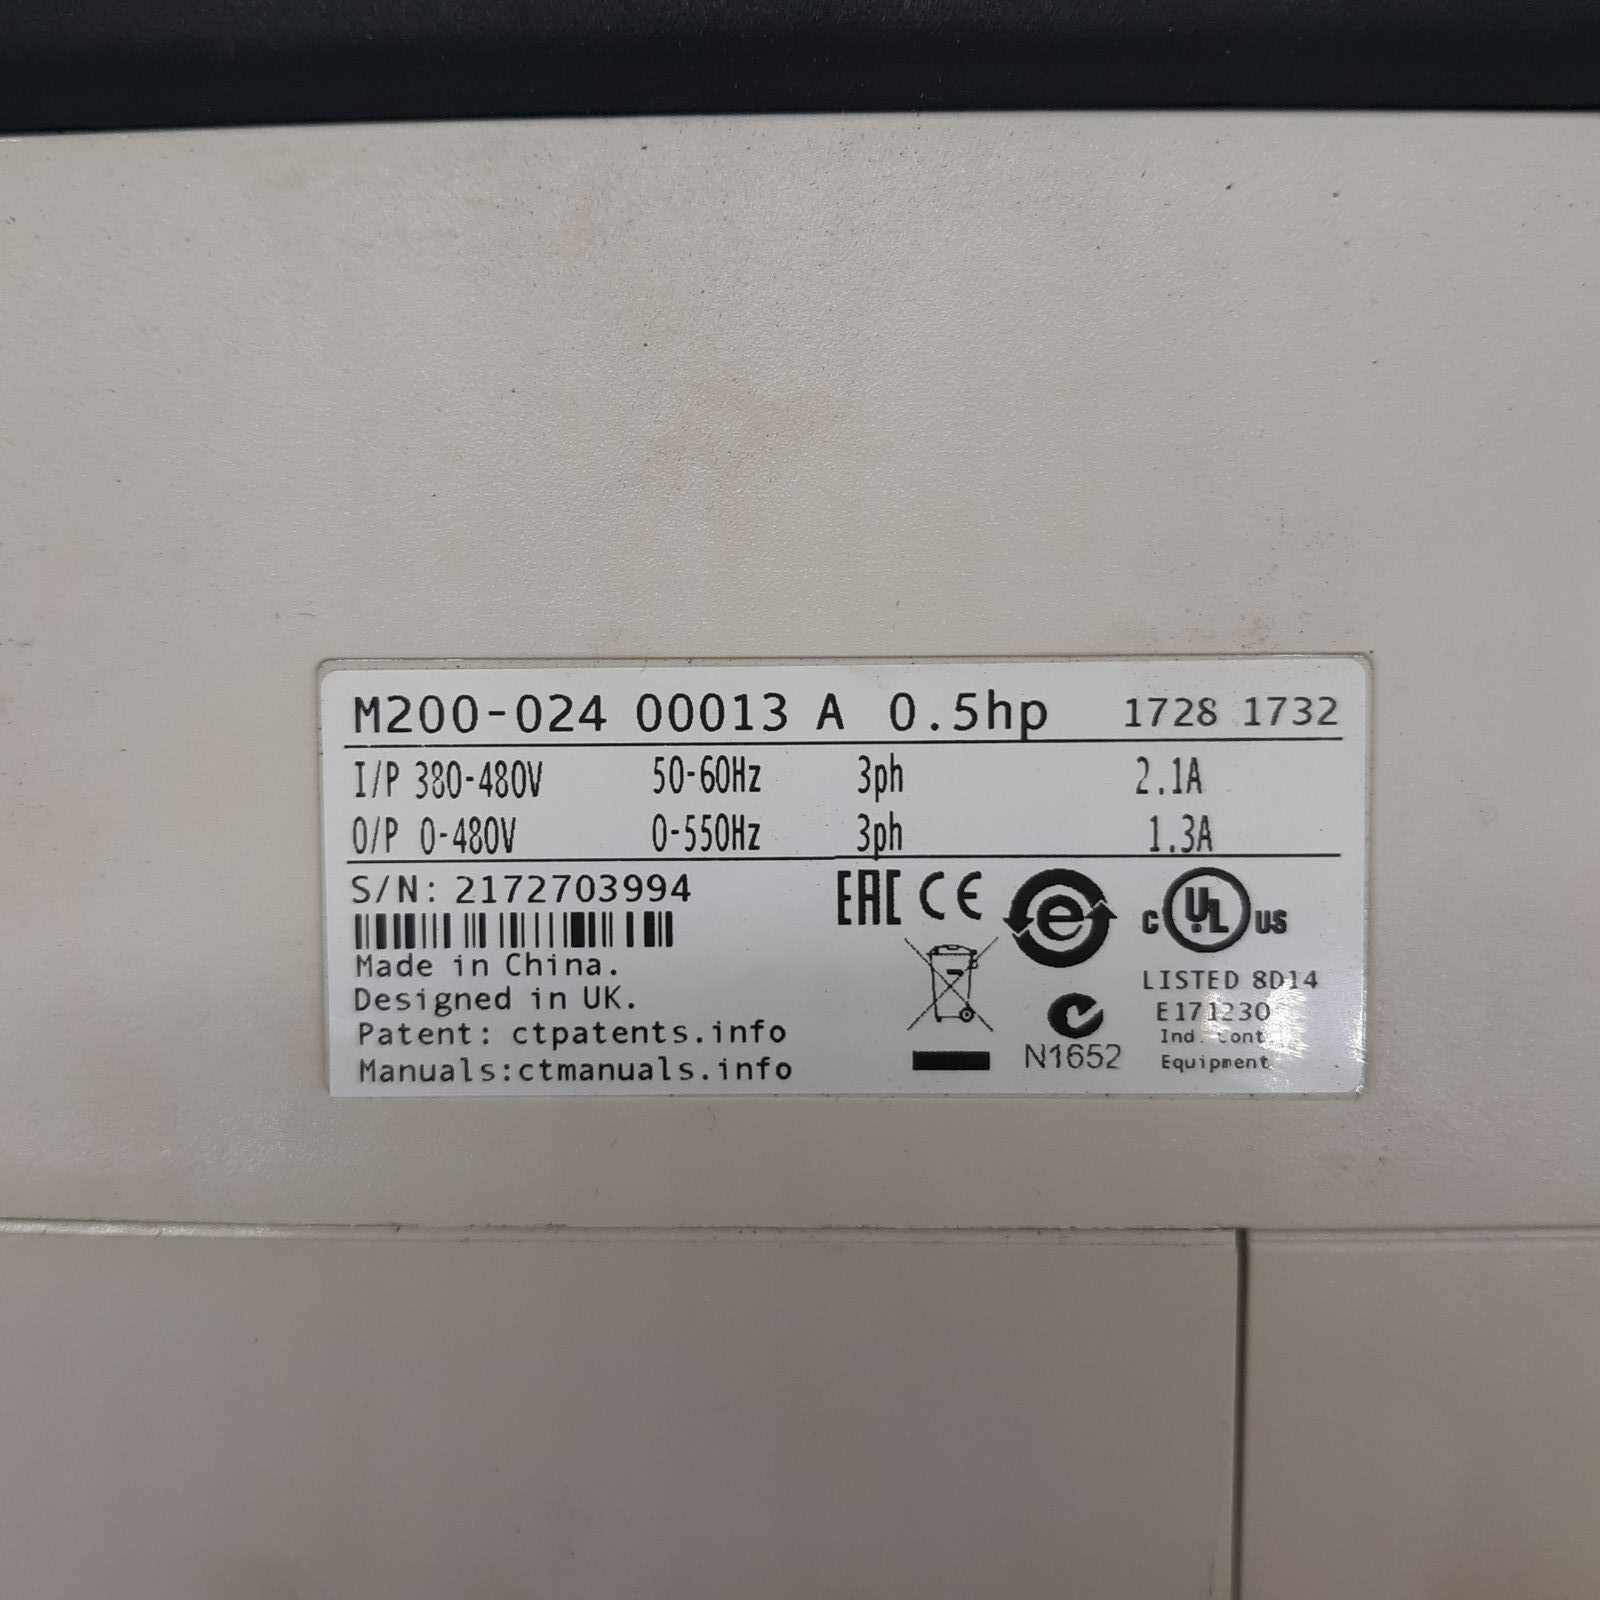 M200-024 00013 A 0.5hp 1728 1732
I/P 380-480V 50-60Hz 3ph 2.1A
O/P 0-480V 0-550Hz 3ph 1.3A
S/N: 2172703994
EAC CE e c UL US
Made in China.
Designed in UK.
Patent: ctpatents.info
Manuals:ctmanuals.info
N1652
LISTED 8D14
E171230
Ind. Cont.
Equipment